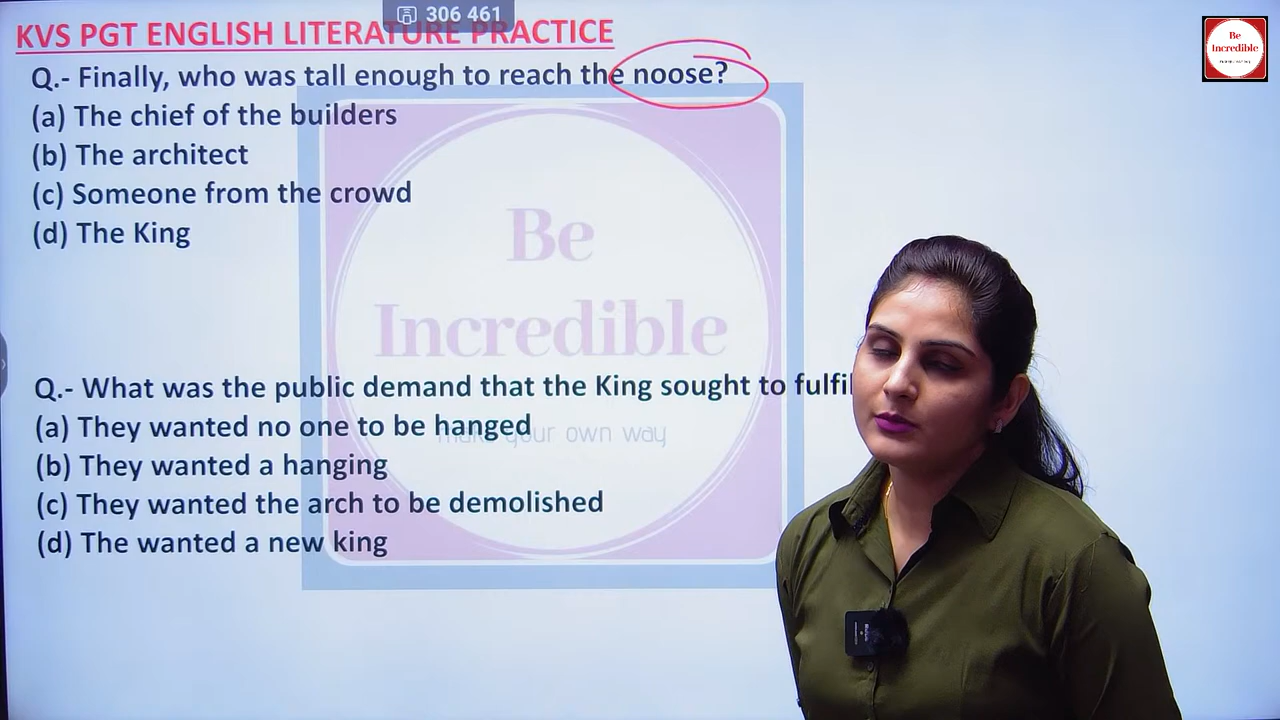 306 461
KVS PGT ENGLISH LITERATURE PRACTICE
Be
Incredible
Q.- Finally, who was tall enough to reach the noose?
(a) The chief of the builders
(b) The architect
(c) Someone from the crowd
(d) The King
Be
Incredible
Q.- What was the public demand that the King sought to fulfil
(a) They wanted no one to be hanged
your own way
(b) They wanted a hanging
(c) They wanted the arch to be demolished
(d) The wanted a new king